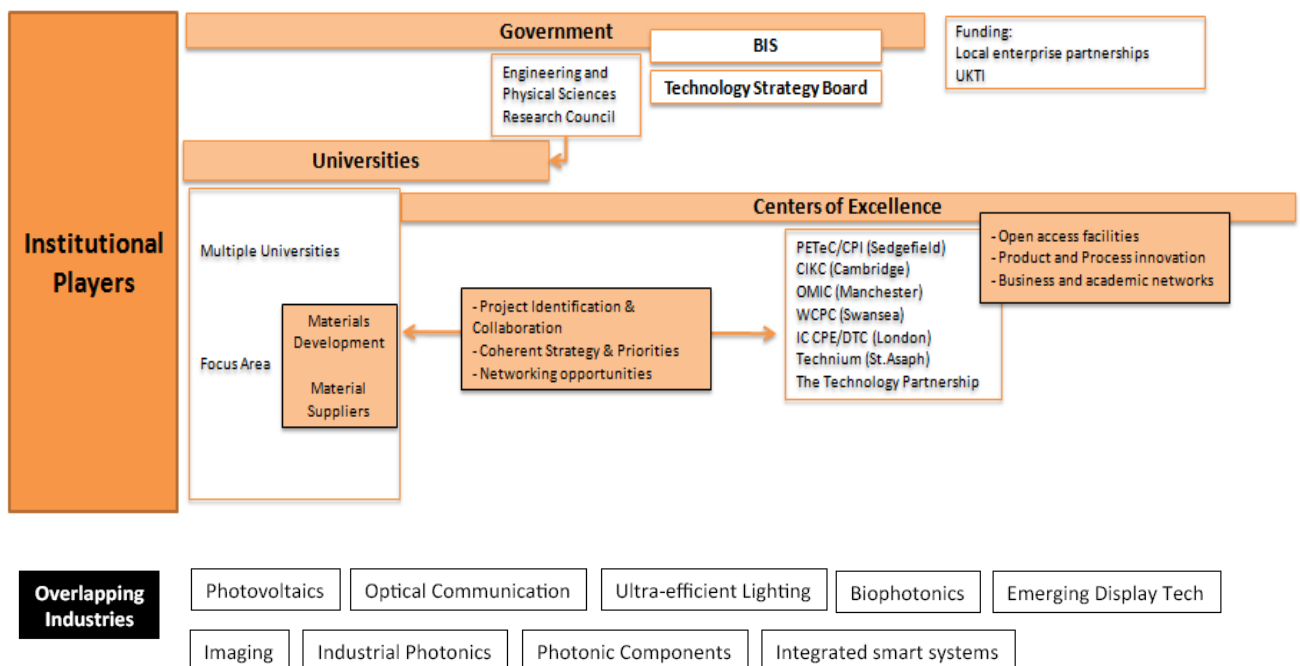 Government
BIS
Funding:
Local enterprise partnerships
UKTI
Engineering and
Physical Sciences
Research Council
Technology Strategy Board
Universities
Institutional
Players
Centers of Excellence
Multiple Universities
Focus Area
Materials
Development
Material
Suppliers
- Project Identification &
Collaboration
- Coherent Strategy & Priorities
- Networking opportunities
PETeC/CPI (Sedgefield)
CIKC (Cambridge)
OMIC (Manchester)
WCPC (Swansea)
IC CPE/DTC (London)
Technium (St.Asaph)
The Technology Partnership
- Open access facilities
- Product and Process innovation
- Business and academic networks
Overlapping
Industries
Photovoltaics
Optical Communication
Ultra-efficient Lighting
Biophotonics
Emerging Display Tech
Imaging
Industrial Photonics
Photonic Components
Integrated smart systems